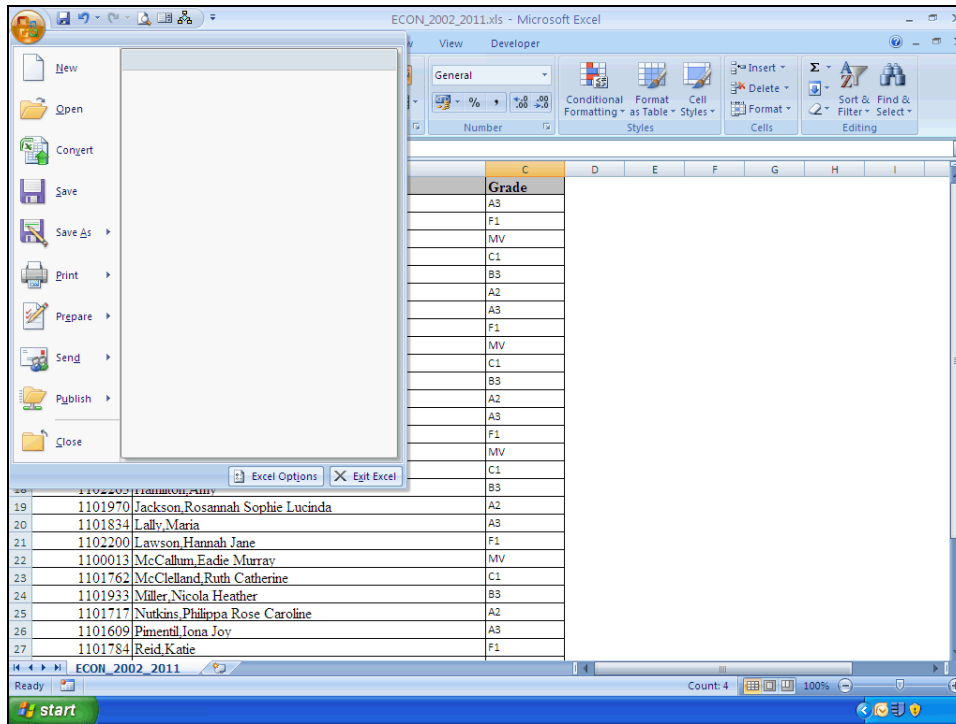 ECON_2002_2011.xls - Microsoft Excel
View Developer
New
Open
Convert
Save
Save As
Print
Prepare
Send
Publish
Close
Excel Options
Exit Excel
General
% , .00 .00
Number
Conditional Formatting
Format as Table
Cell Styles
Styles
Insert
Delete
Format
Cells
Σ
Sort & Filter
Find & Select
Editing
C D E F G H I
Grade
A3
F1
MV
C1
B3
A2
A3
F1
MV
C1
B3
A2
A3
F1
MV
C1
18 1102205 Hamilton,Amy B3
19 1101970 Jackson,Rosannah Sophie Lucinda A2
20 1101834 Lally,Maria A3
21 1102200 Lawson,Hannah Jane F1
22 1100013 McCallum,Eadie Murray MV
23 1101762 McClelland,Ruth Catherine C1
24 1101933 Miller,Nicola Heather B3
25 1101717 Nutkins,Philippa Rose Caroline A2
26 1101609 Pimentil,Iona Joy A3
27 1101784 Reid,Katie F1
ECON_2002_2011
Ready Count: 4 100%
start